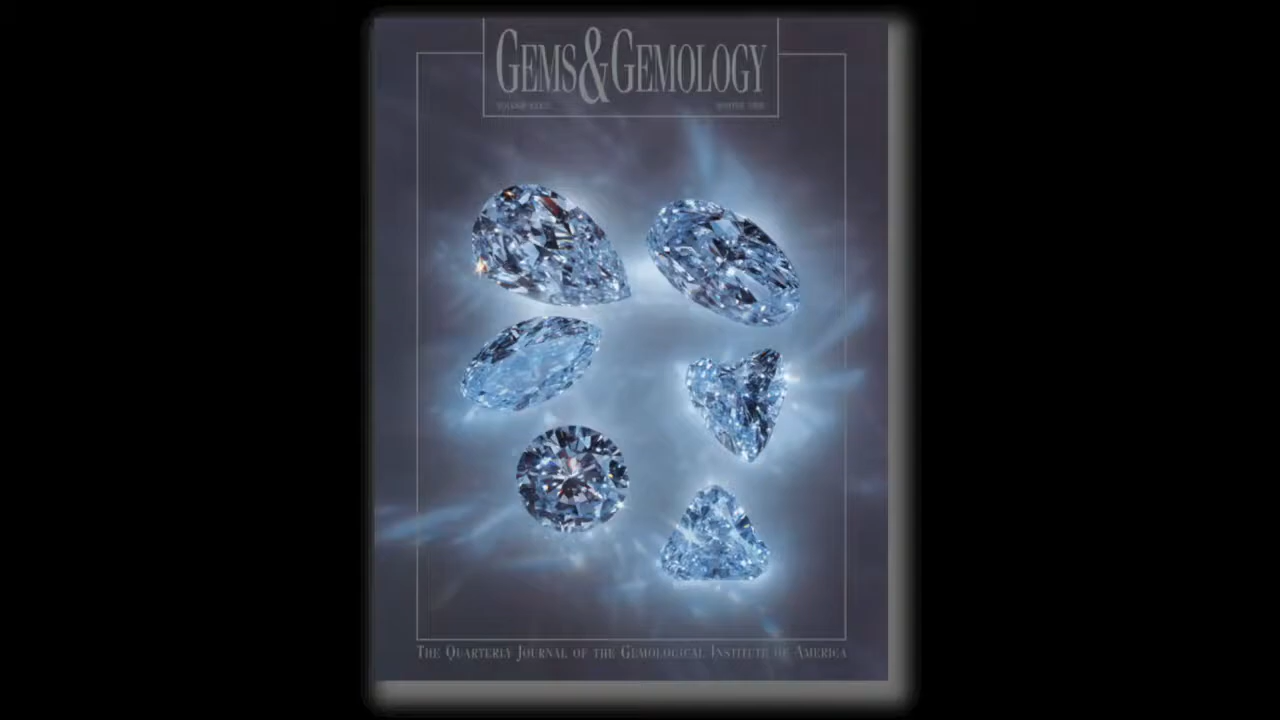 GEMS & GEMOLOGY
THE QUARTERLY JOURNAL OF THE GEMOLOGICAL INSTITUTE OF AMERICA